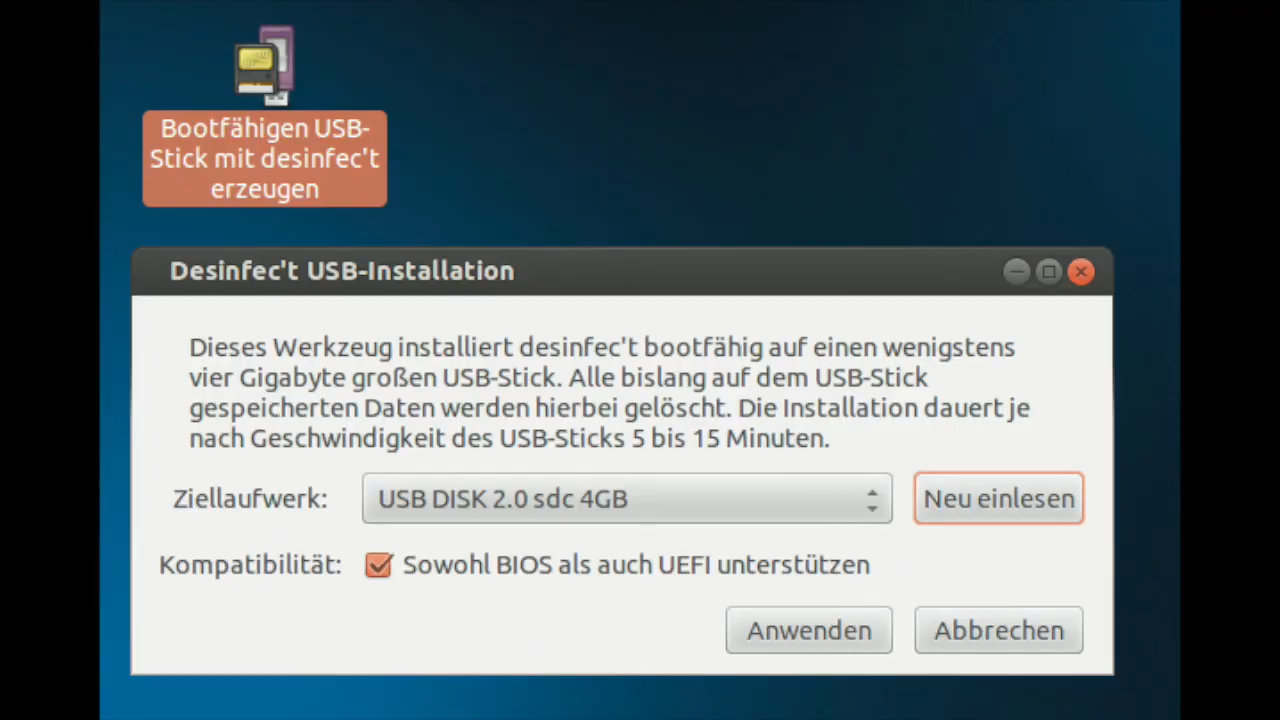 Bootfähigen USB-
Stick mit desinfec't
erzeugen
Desinfec't USB-Installation
Dieses Werkzeug installiert desinfec't bootfähig auf einen wenigstens
vier Gigabyte großen USB-Stick. Alle bislang auf dem USB-Stick
gespeicherten Daten werden hierbei gelöscht. Die Installation dauert je
nach Geschwindigkeit des USB-Sticks 5 bis 15 Minuten.
Ziellaufwerk: USB DISK 2.0 sdc 4GB Neu einlesen
Kompatibilität: Sowohl BIOS als auch UEFI unterstützen
Anwenden Abbrechen